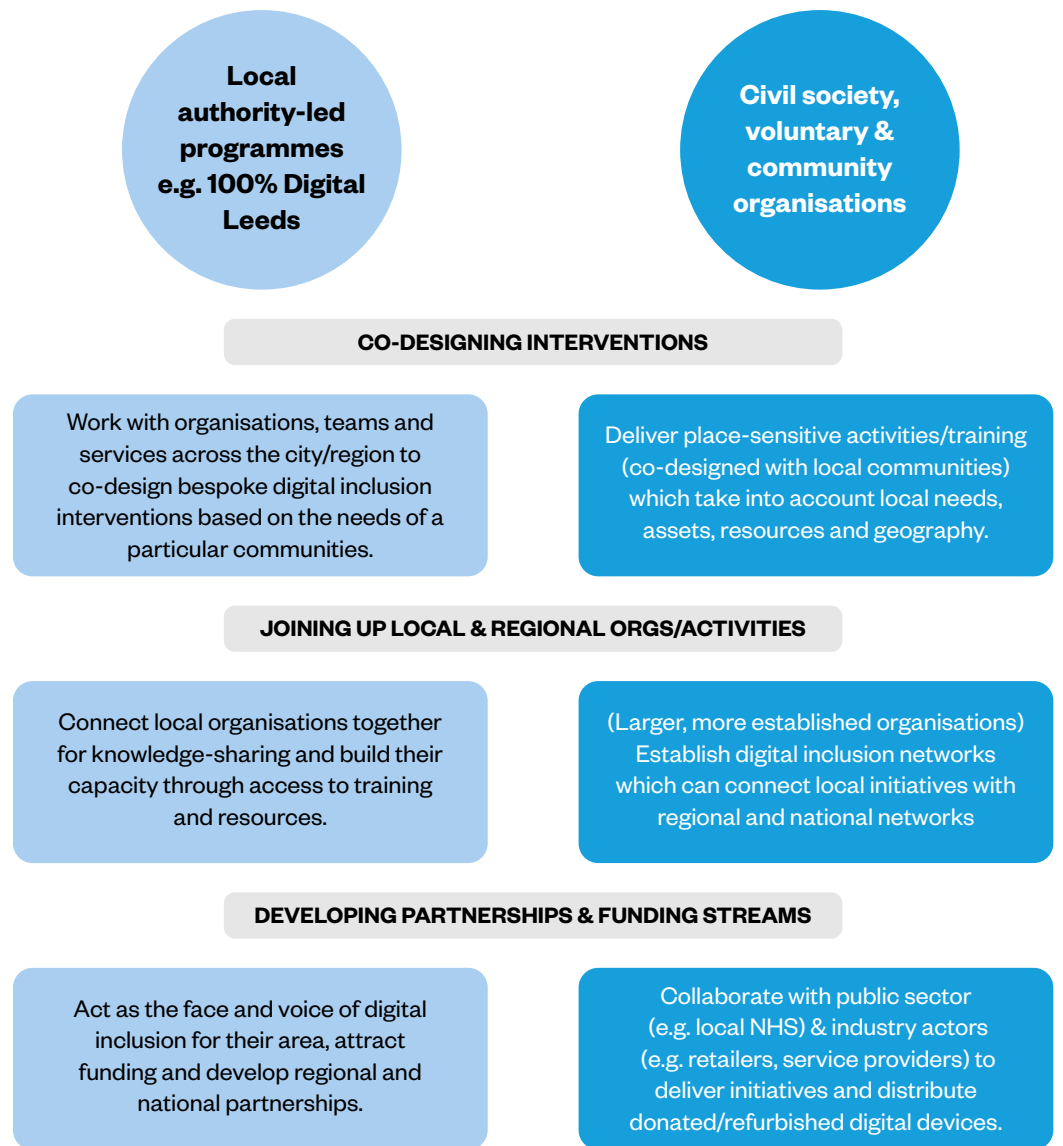 Local
authority-led
programmes
e.g. 100% Digital
Leeds
Civil society,
voluntary &
community
organisations
CO-DESIGNING INTERVENTIONS
Work with organisations, teams and
services across the city/region to
co-design bespoke digital inclusion
interventions based on the needs of a
particular communities.
Deliver place-sensitive activities/training
(co-designed with local communities)
which take into account local needs,
assets, resources and geography.
JOINING UP LOCAL & REGIONAL ORGS/ACTIVITIES
Connect local organisations together
for knowledge-sharing and build their
capacity through access to training
and resources.
(Larger, more established organisations)
Establish digital inclusion networks
which can connect local initiatives with
regional and national networks
DEVELOPING PARTNERSHIPS & FUNDING STREAMS
Act as the face and voice of digital
inclusion for their area, attract
funding and develop regional and
national partnerships.
Collaborate with public sector
(e.g. local NHS) & industry actors
(e.g. retailers, service providers) to
deliver initiatives and distribute
donated/refurbished digital devices.